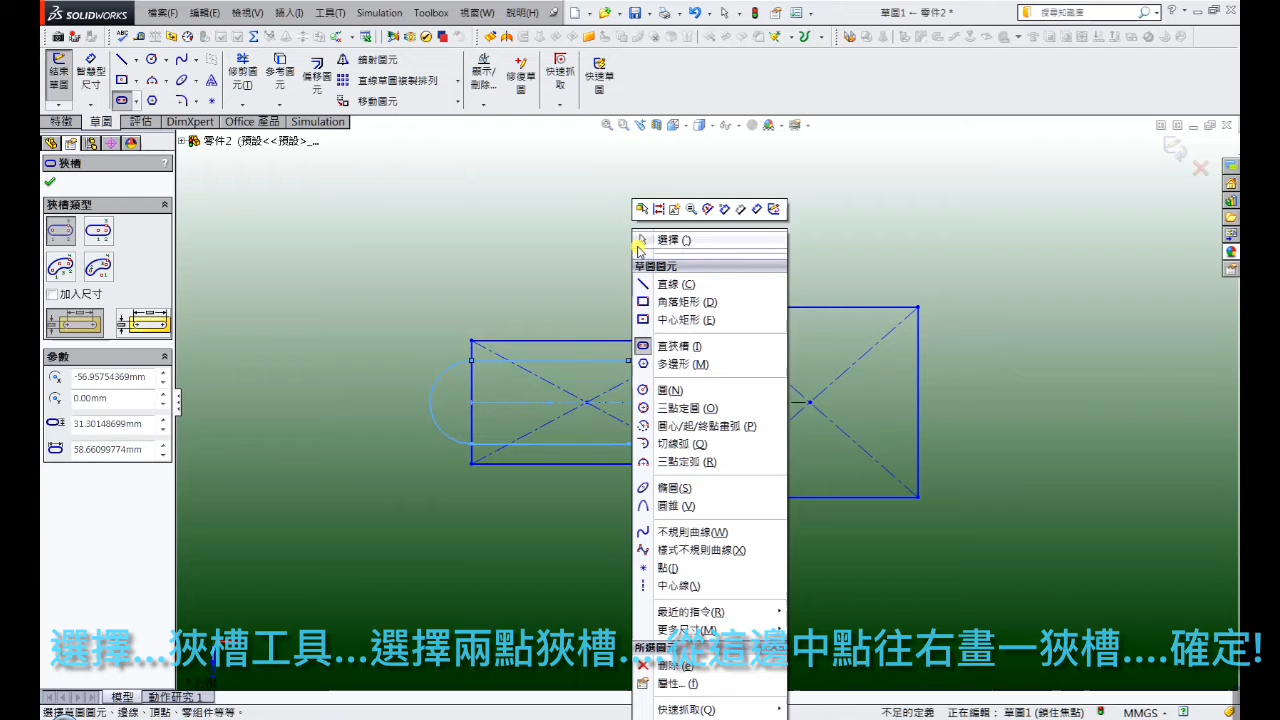 SOLIDWORKS
檔案(F) 編輯(E) 檢視(V) 插入(I) 工具(T) Simulation Toolbox 視窗(W) 說明(H)
草圖1 ← 零件2 *
搜尋知識庫
結束草圖
智慧型尺寸
修剪圖元(I)
參考圖元
偏移圖元
鏡射圖元
直線草圖複製排列
移動圖元
顯示/刪除...
修復草圖
快速抓取
快速草圖
特徵 草圖 評估 DimXpert Office 產品 Simulation
零件2 (預設<<預設>_...
狹槽 ?
狹槽類型
加入尺寸
參數
-56.95754369mm
0.00mm
31.30148699mm
58.66099774mm
選擇 (')
草圖圖元
直線 (C)
角落矩形 (D)
中心矩形 (E)
直狹槽 (I)
多邊形 (M)
圓(N)
三點定圓 (O)
圓心/起/終點畫弧 (P)
切線弧 (Q)
三點定弧 (R)
橢圓(S)
圓錐 (V)
不規則曲線(W)
樣式不規則曲線(X)
點(J)
中心線(\)
最近的指令(R)
更多尺寸(M)
刪除 (e)
屬性... (f)
快速抓取(Q)
選擇...狹槽工具...選擇兩點狹槽....從這邊中點往右畫一狹槽....確定!
模型 動作研究 1
選擇草圖圖元、邊線、頂點、零組件等等。
不足的定義 正在編輯: 草圖1 (鎖住焦點) MMGS